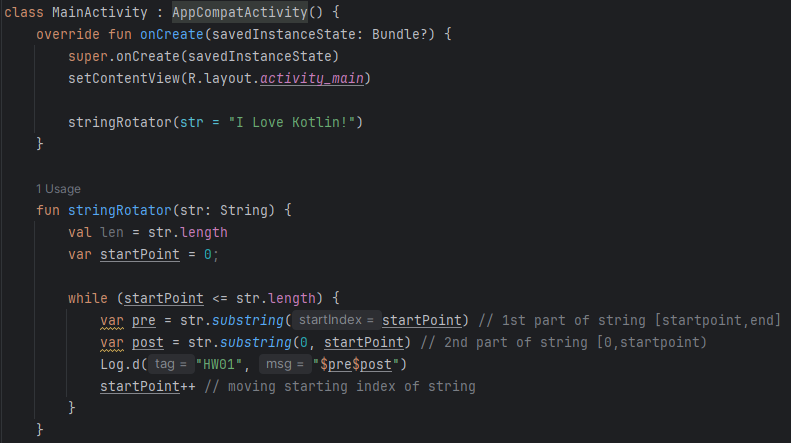 class MainActivity : AppCompatActivity() {
    override fun onCreate(savedInstanceState: Bundle?) {
        super.onCreate(savedInstanceState)
        setContentView(R.layout.activity_main)

        stringRotator(str = "I Love Kotlin!")
    }

    1 Usage
    fun stringRotator(str: String) {
        val len = str.length
        var startPoint = 0;

        while (startPoint <= str.length) {
            var pre = str.substring( startIndex = startPoint) // 1st part of string [startpoint,end]
            var post = str.substring(0, startPoint) // 2nd part of string [0,startpoint)
            Log.d( tag = "HW01", msg = "$pre$post")
            startPoint++ // moving starting index of string
        }
    }